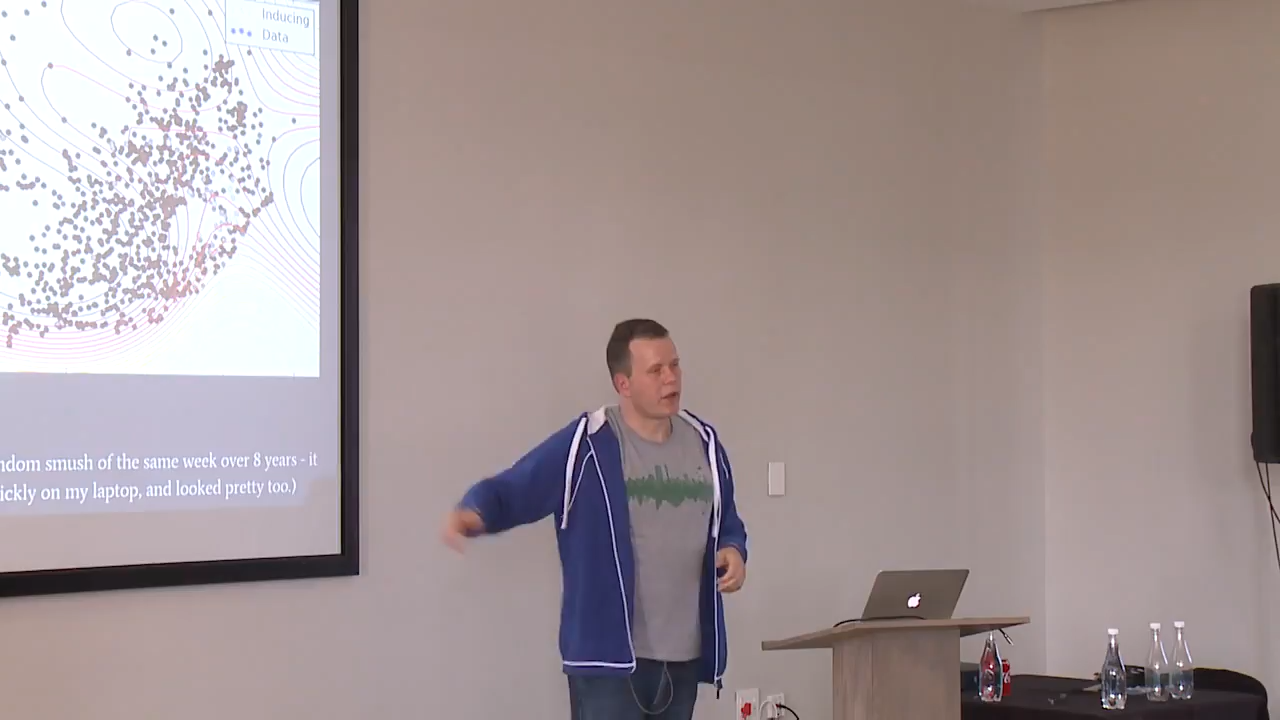 Inducing
Data
ndom smush of the same week over 8 years - it
ickly on my laptop, and looked pretty too.)